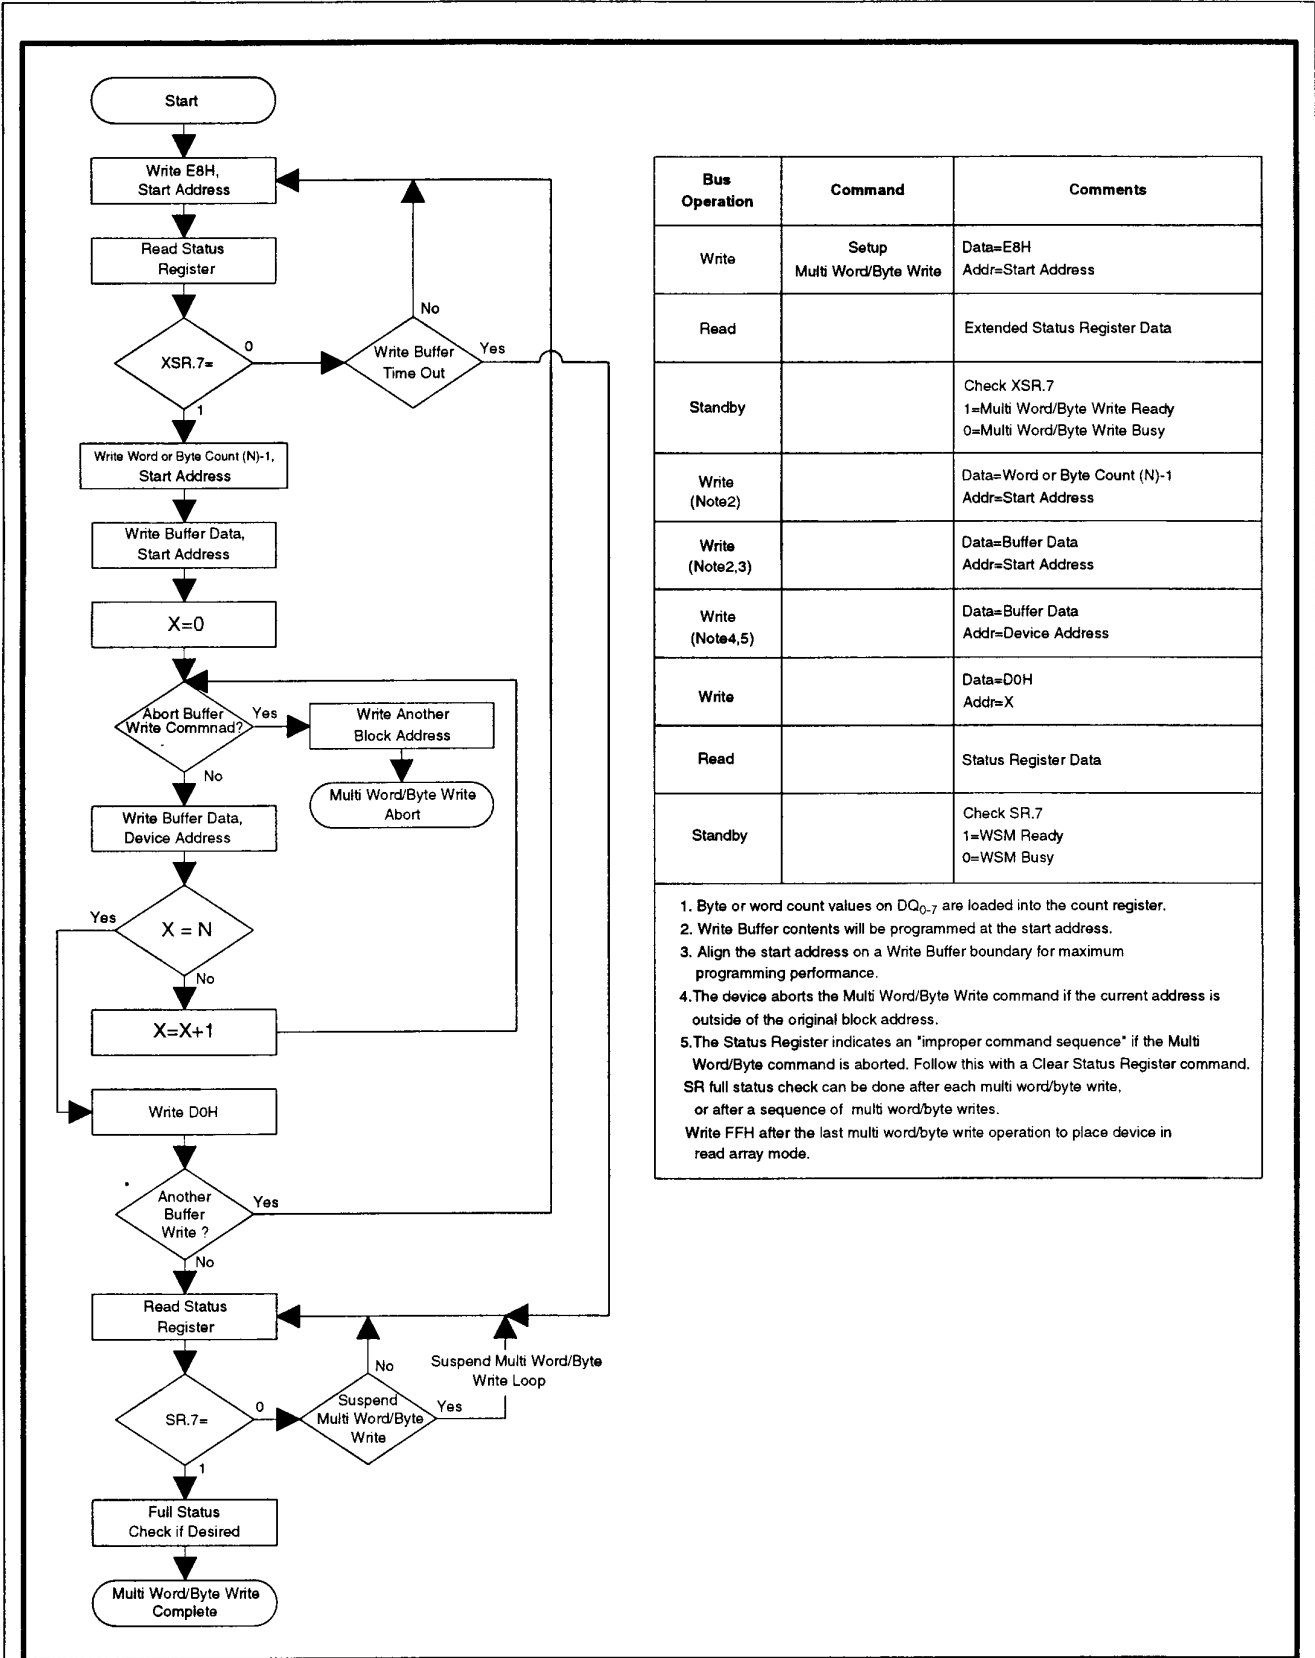 Start
Write E8H,
Start Address
Read Status
Register
No
XSR.7=
0
Write Buffer
Time Out
Yes
1
Write Word or Byte Count (N)-1,
Start Address
Write Buffer Data,
Start Address
X=0
Abort Buffer
Write Commnad?
Yes
Write Another
Block Address
No
Multi Word/Byte Write
Abort
Write Buffer Data,
Device Address
Yes
X = N
No
X=X+1
Write D0H
Another
Buffer
Write ?
Yes
No
Read Status
Register
No
Suspend Multi Word/Byte
Write Loop
SR.7=
0
Suspend
Multi Word/Byte
Write
Yes
1
Full Status
Check if Desired
Multi Word/Byte Write
Complete
Bus
Operation
Command
Comments
Write
Setup
Multi Word/Byte Write
Data=E8H
Addr=Start Address
Read
Extended Status Register Data
Standby
Check XSR.7
1=Multi Word/Byte Write Ready
0=Multi Word/Byte Write Busy
Write
(Note2)
Data=Word or Byte Count (N)-1
Addr=Start Address
Write
(Note2,3)
Data=Buffer Data
Addr=Start Address
Write
(Note4,5)
Data=Buffer Data
Addr=Device Address
Write
Data=D0H
Addr=X
Read
Status Register Data
Standby
Check SR.7
1=WSM Ready
0=WSM Busy
1. Byte or word count values on DQ0-7 are loaded into the count register.
2. Write Buffer contents will be programmed at the start address.
3. Align the start address on a Write Buffer boundary for maximum
programming performance.
4.The device aborts the Multi Word/Byte Write command if the current address is
outside of the original block address.
5.The Status Register indicates an "improper command sequence" if the Multi
Word/Byte command is aborted. Follow this with a Clear Status Register command.
SR full status check can be done after each multi word/byte write,
or after a sequence of multi word/byte writes.
Write FFH after the last multi word/byte write operation to place device in
read array mode.